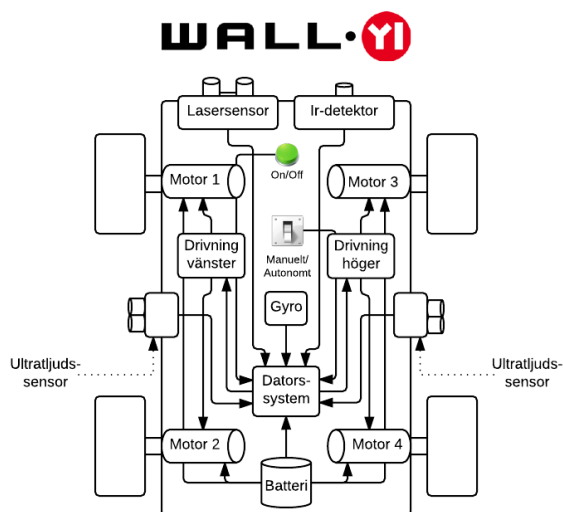 WALL·YI
Lasersensor
Ir-detektor
On/Off
Motor 1
Motor 3
Drivning
vänster
Manuelt/
Autonomt
Drivning
höger
Gyro
Ultratljuds-
sensor
Ultratljuds-
sensor
Dators-
system
Motor 2
Motor 4
Batteri